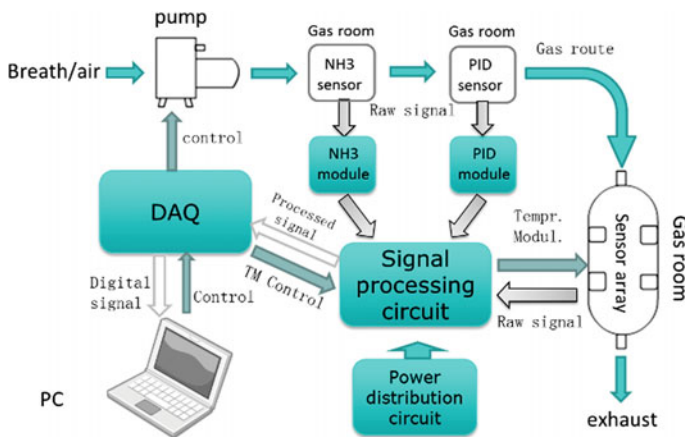 pump
Gas room
Gas room
Gas route
Breath/air
NH3
sensor
PID
sensor
Raw signal
control
NH3
module
PID
module
DAQ
Processed
signal
Tempr.
Modul.
Sensor array
Gas room
Signal
processing
circuit
TM Control
Digital
signal
Control
Raw signal
Power
distribution
circuit
PC
exhaust